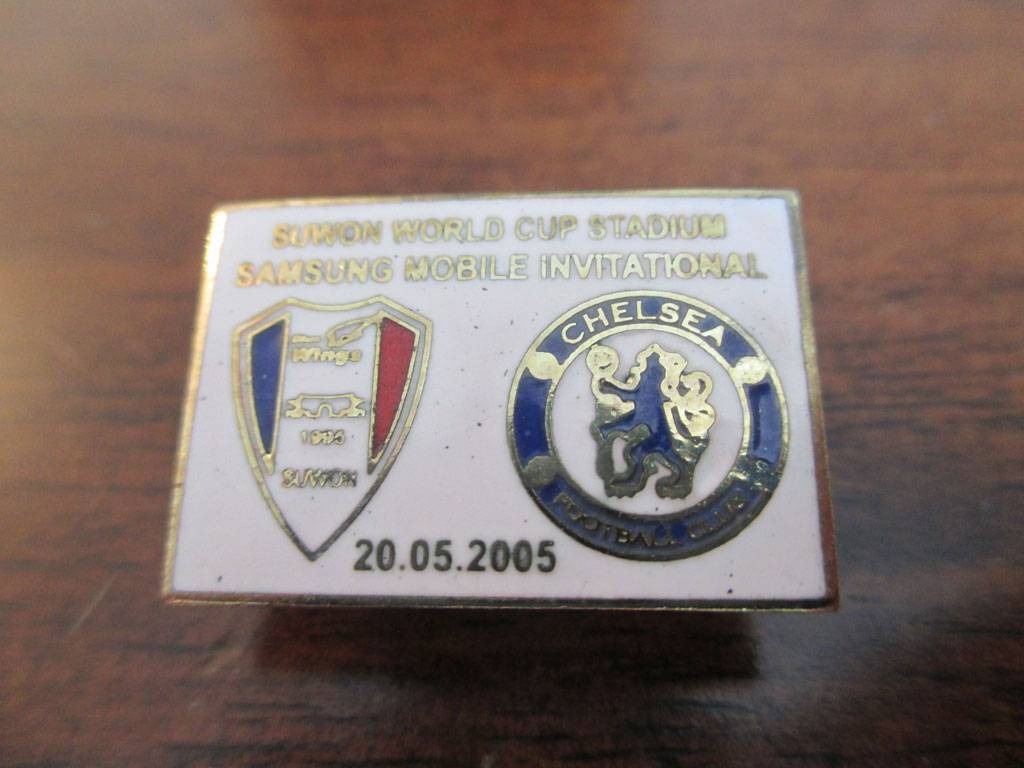 SUWON WORLD CUP STADIUM
SAMSUNG MOBILE INVITATIONAL
Wings
1995
SUWON
CHELSEA
FOOTBALL CLUB
20.05.2005